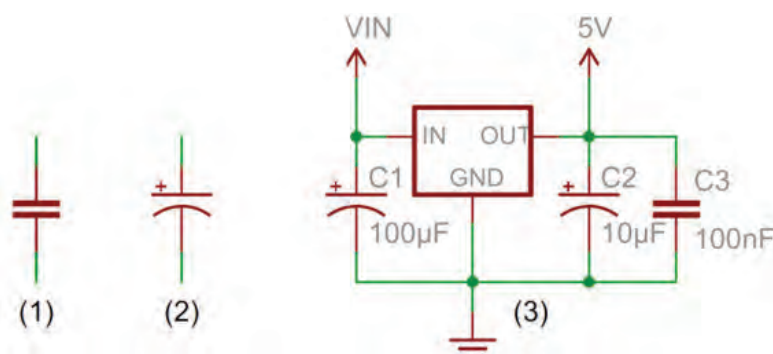 VIN
5V
IN
OUT
GND
+
C1
100µF
+
C2
10µF
C3
100nF
+
(1)
(2)
(3)